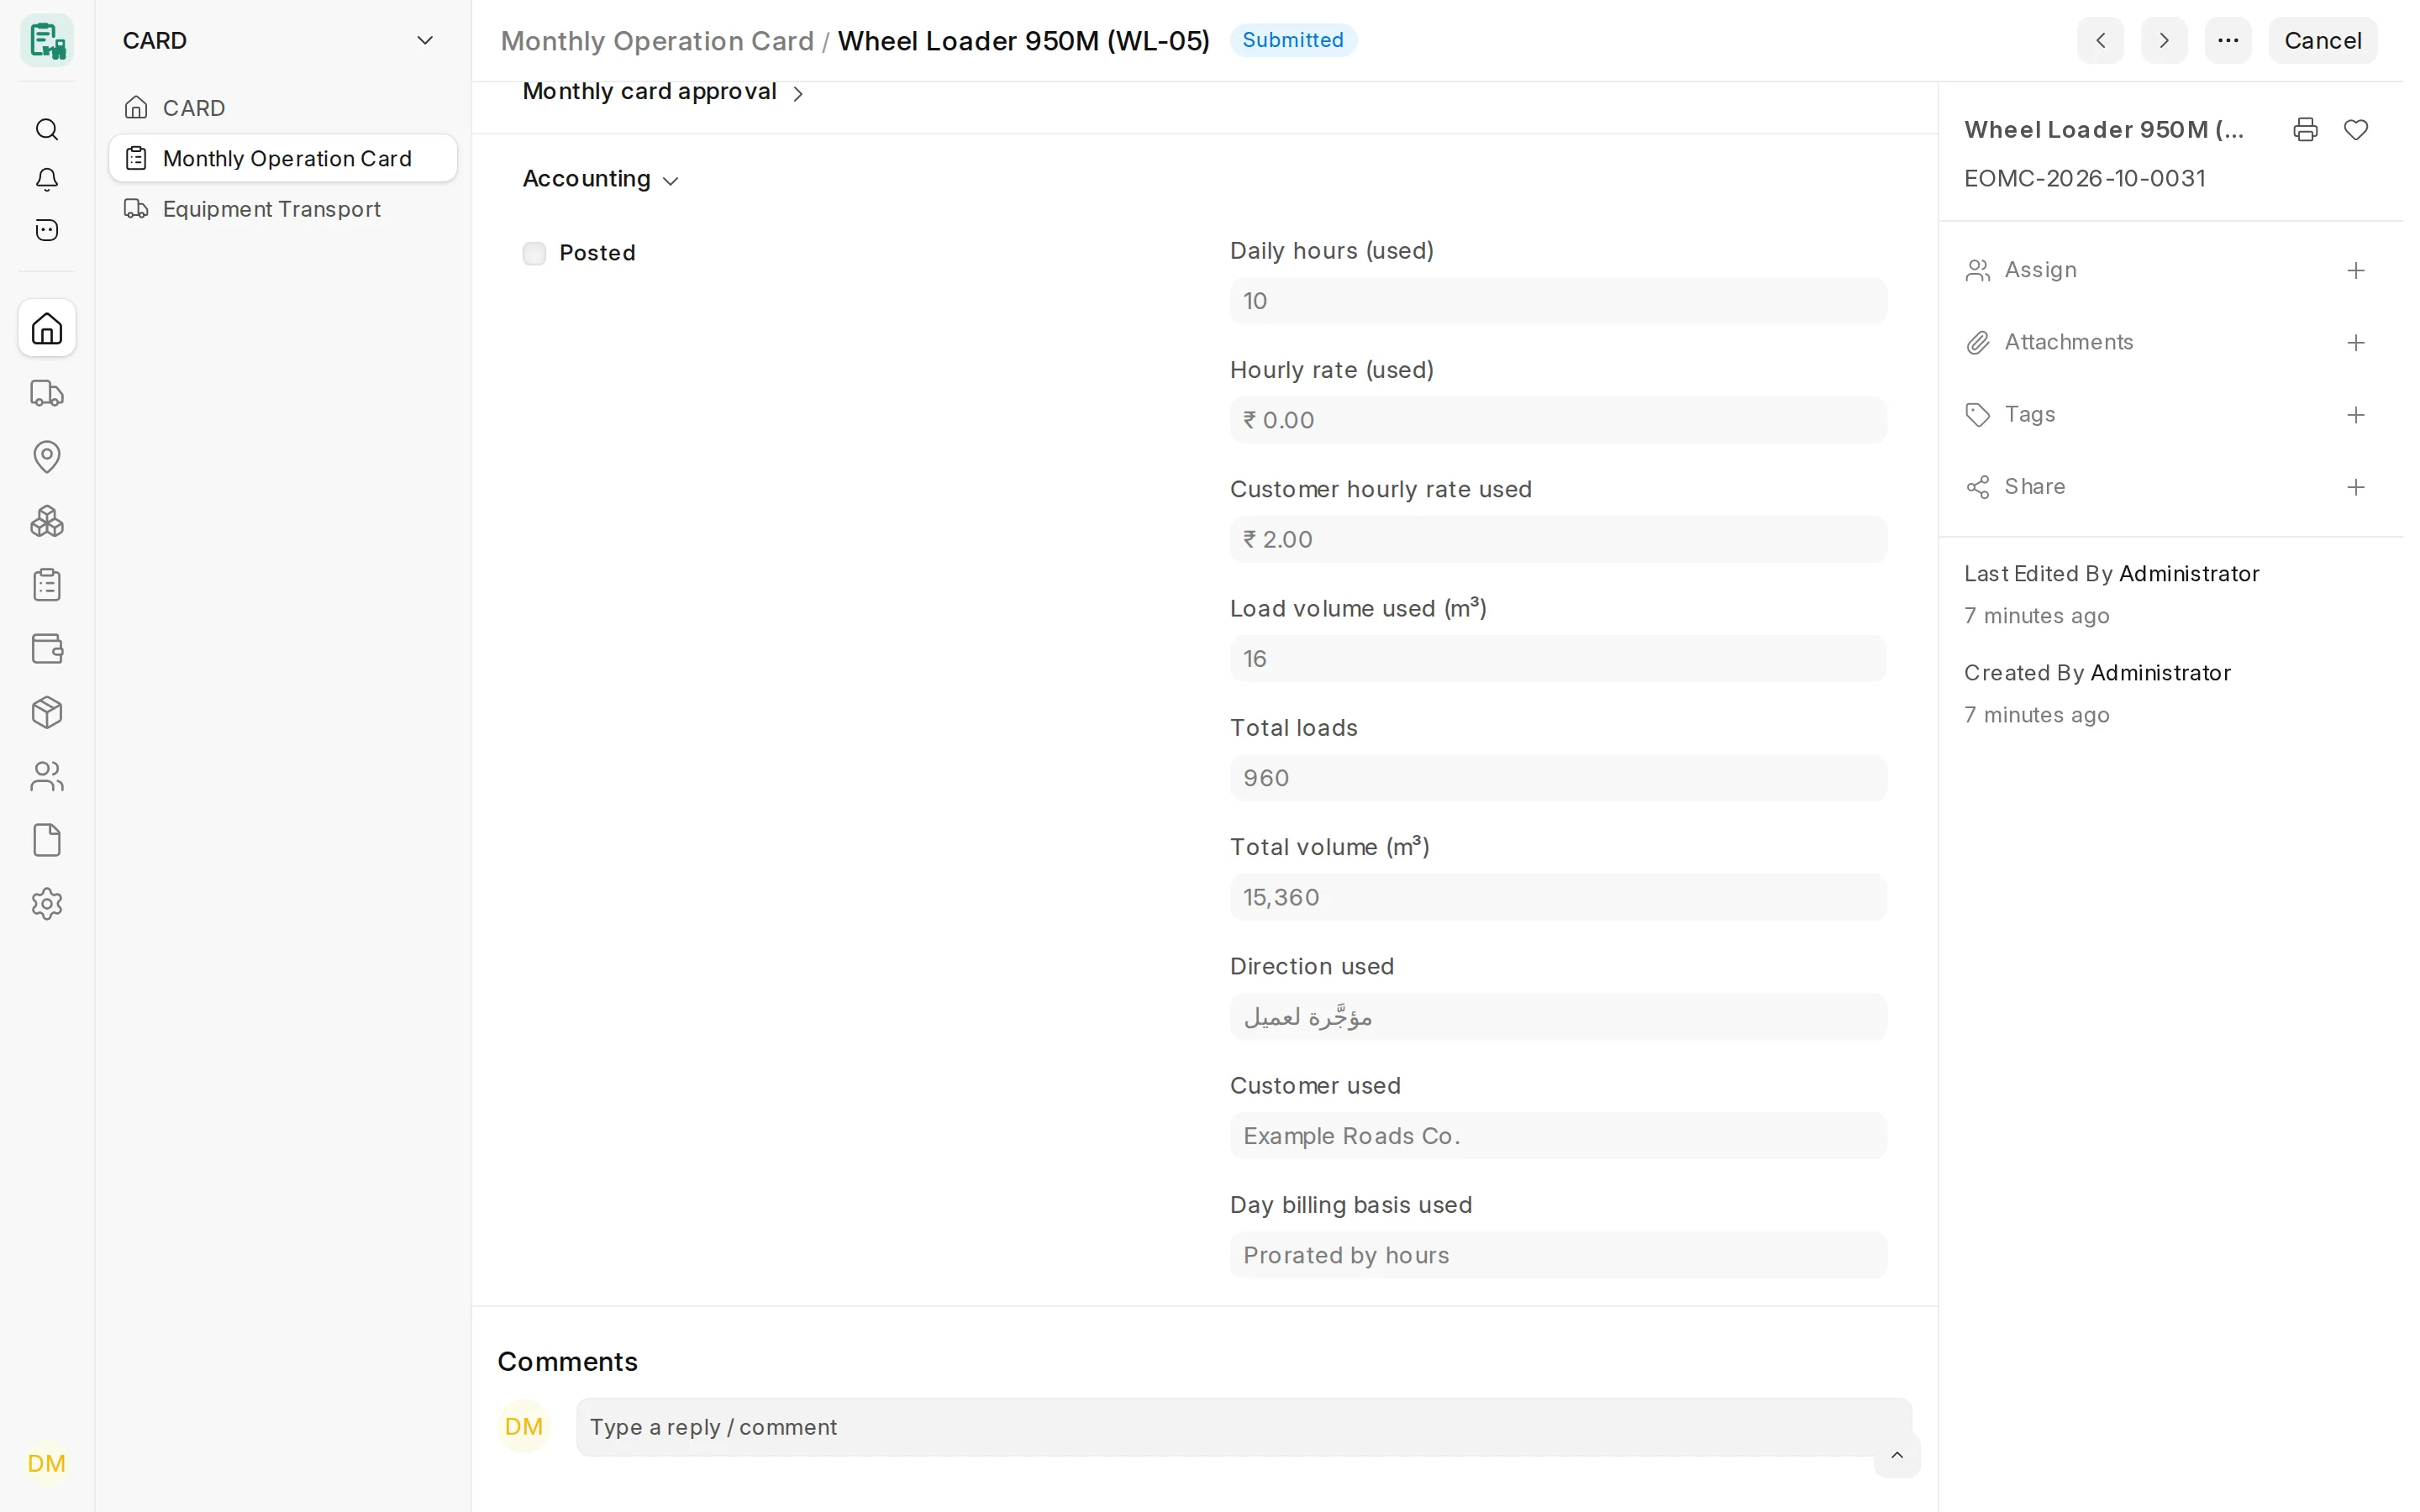 CARD
CARD
Monthly Operation Card
Equipment Transport
DM
Monthly Operation Card / Wheel Loader 950M (WL-05)
Submitted
Cancel
Monthly card approval
Accounting
Posted
Daily hours (used)
10
Hourly rate (used)
₹ 0.00
Customer hourly rate used
₹ 2.00
Load volume used (m³)
16
Total loads
960
Total volume (m³)
15,360
Direction used
مؤجَّرة لعميل
Customer used
Example Roads Co.
Day billing basis used
Prorated by hours
Comments
DM
Type a reply / comment
Wheel Loader 950M (...
EOMC-2026-10-0031
Assign
Attachments
Tags
Share
Last Edited By Administrator
7 minutes ago
Created By Administrator
7 minutes ago